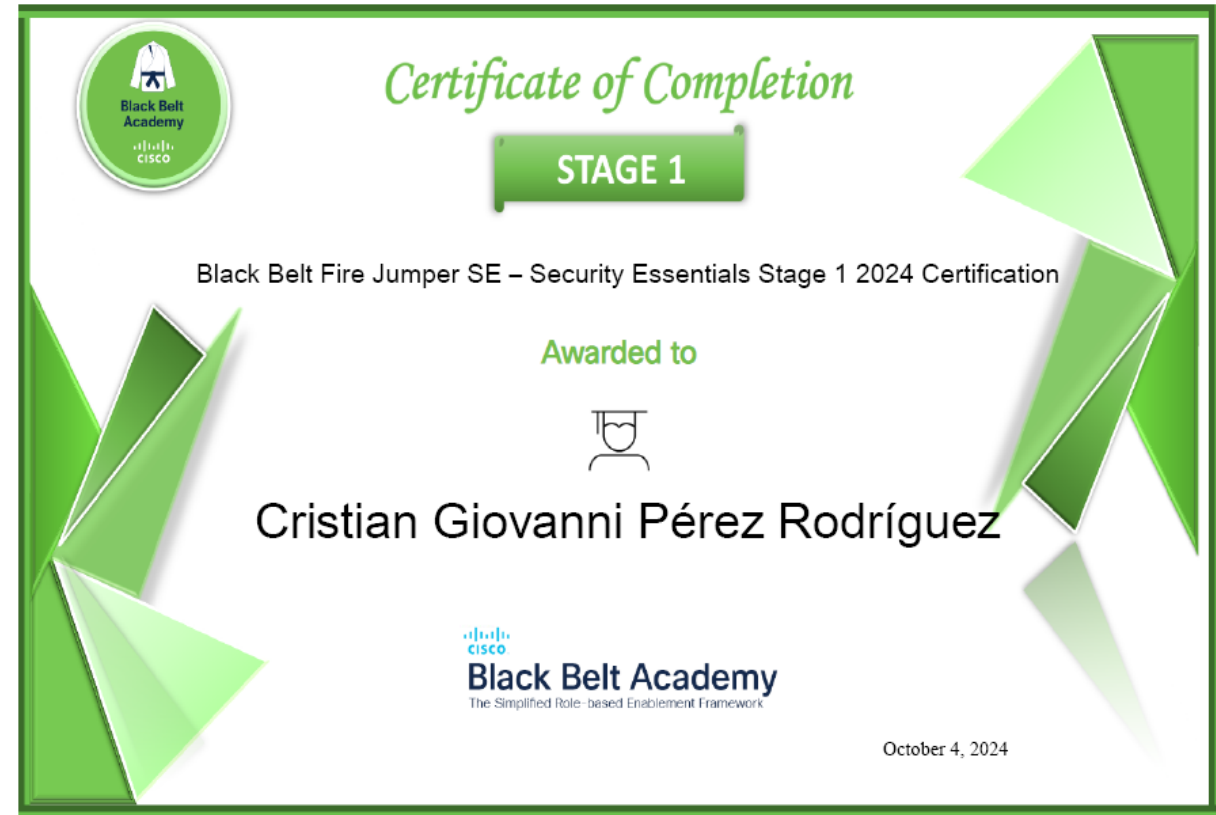 Black Belt
Academy
CISCO
Certificate of Completion
STAGE 1
Black Belt Fire Jumper SE – Security Essentials Stage 1 2024 Certification
Awarded to
Cristian Giovanni Pérez Rodríguez
CISCO
Black Belt Academy
The Simplified Role-based Enablement Framework
October 4, 2024